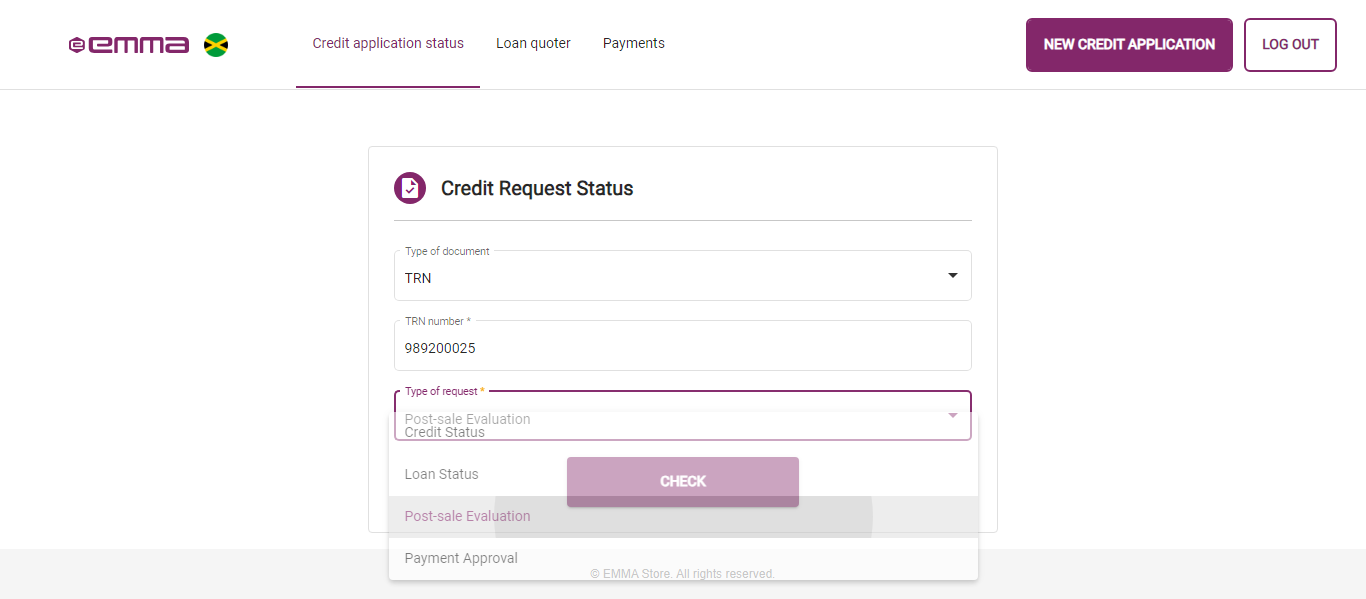 emma
Credit application status
Loan quoter
Payments
NEW CREDIT APPLICATION
LOG OUT
Credit Request Status
Type of document
TRN
TRN number *
989200025
Type of request *
Post-sale Evaluation
Credit Status
Loan Status
CHECK
Post-sale Evaluation
Payment Approval
© EMMA Store. All rights reserved.